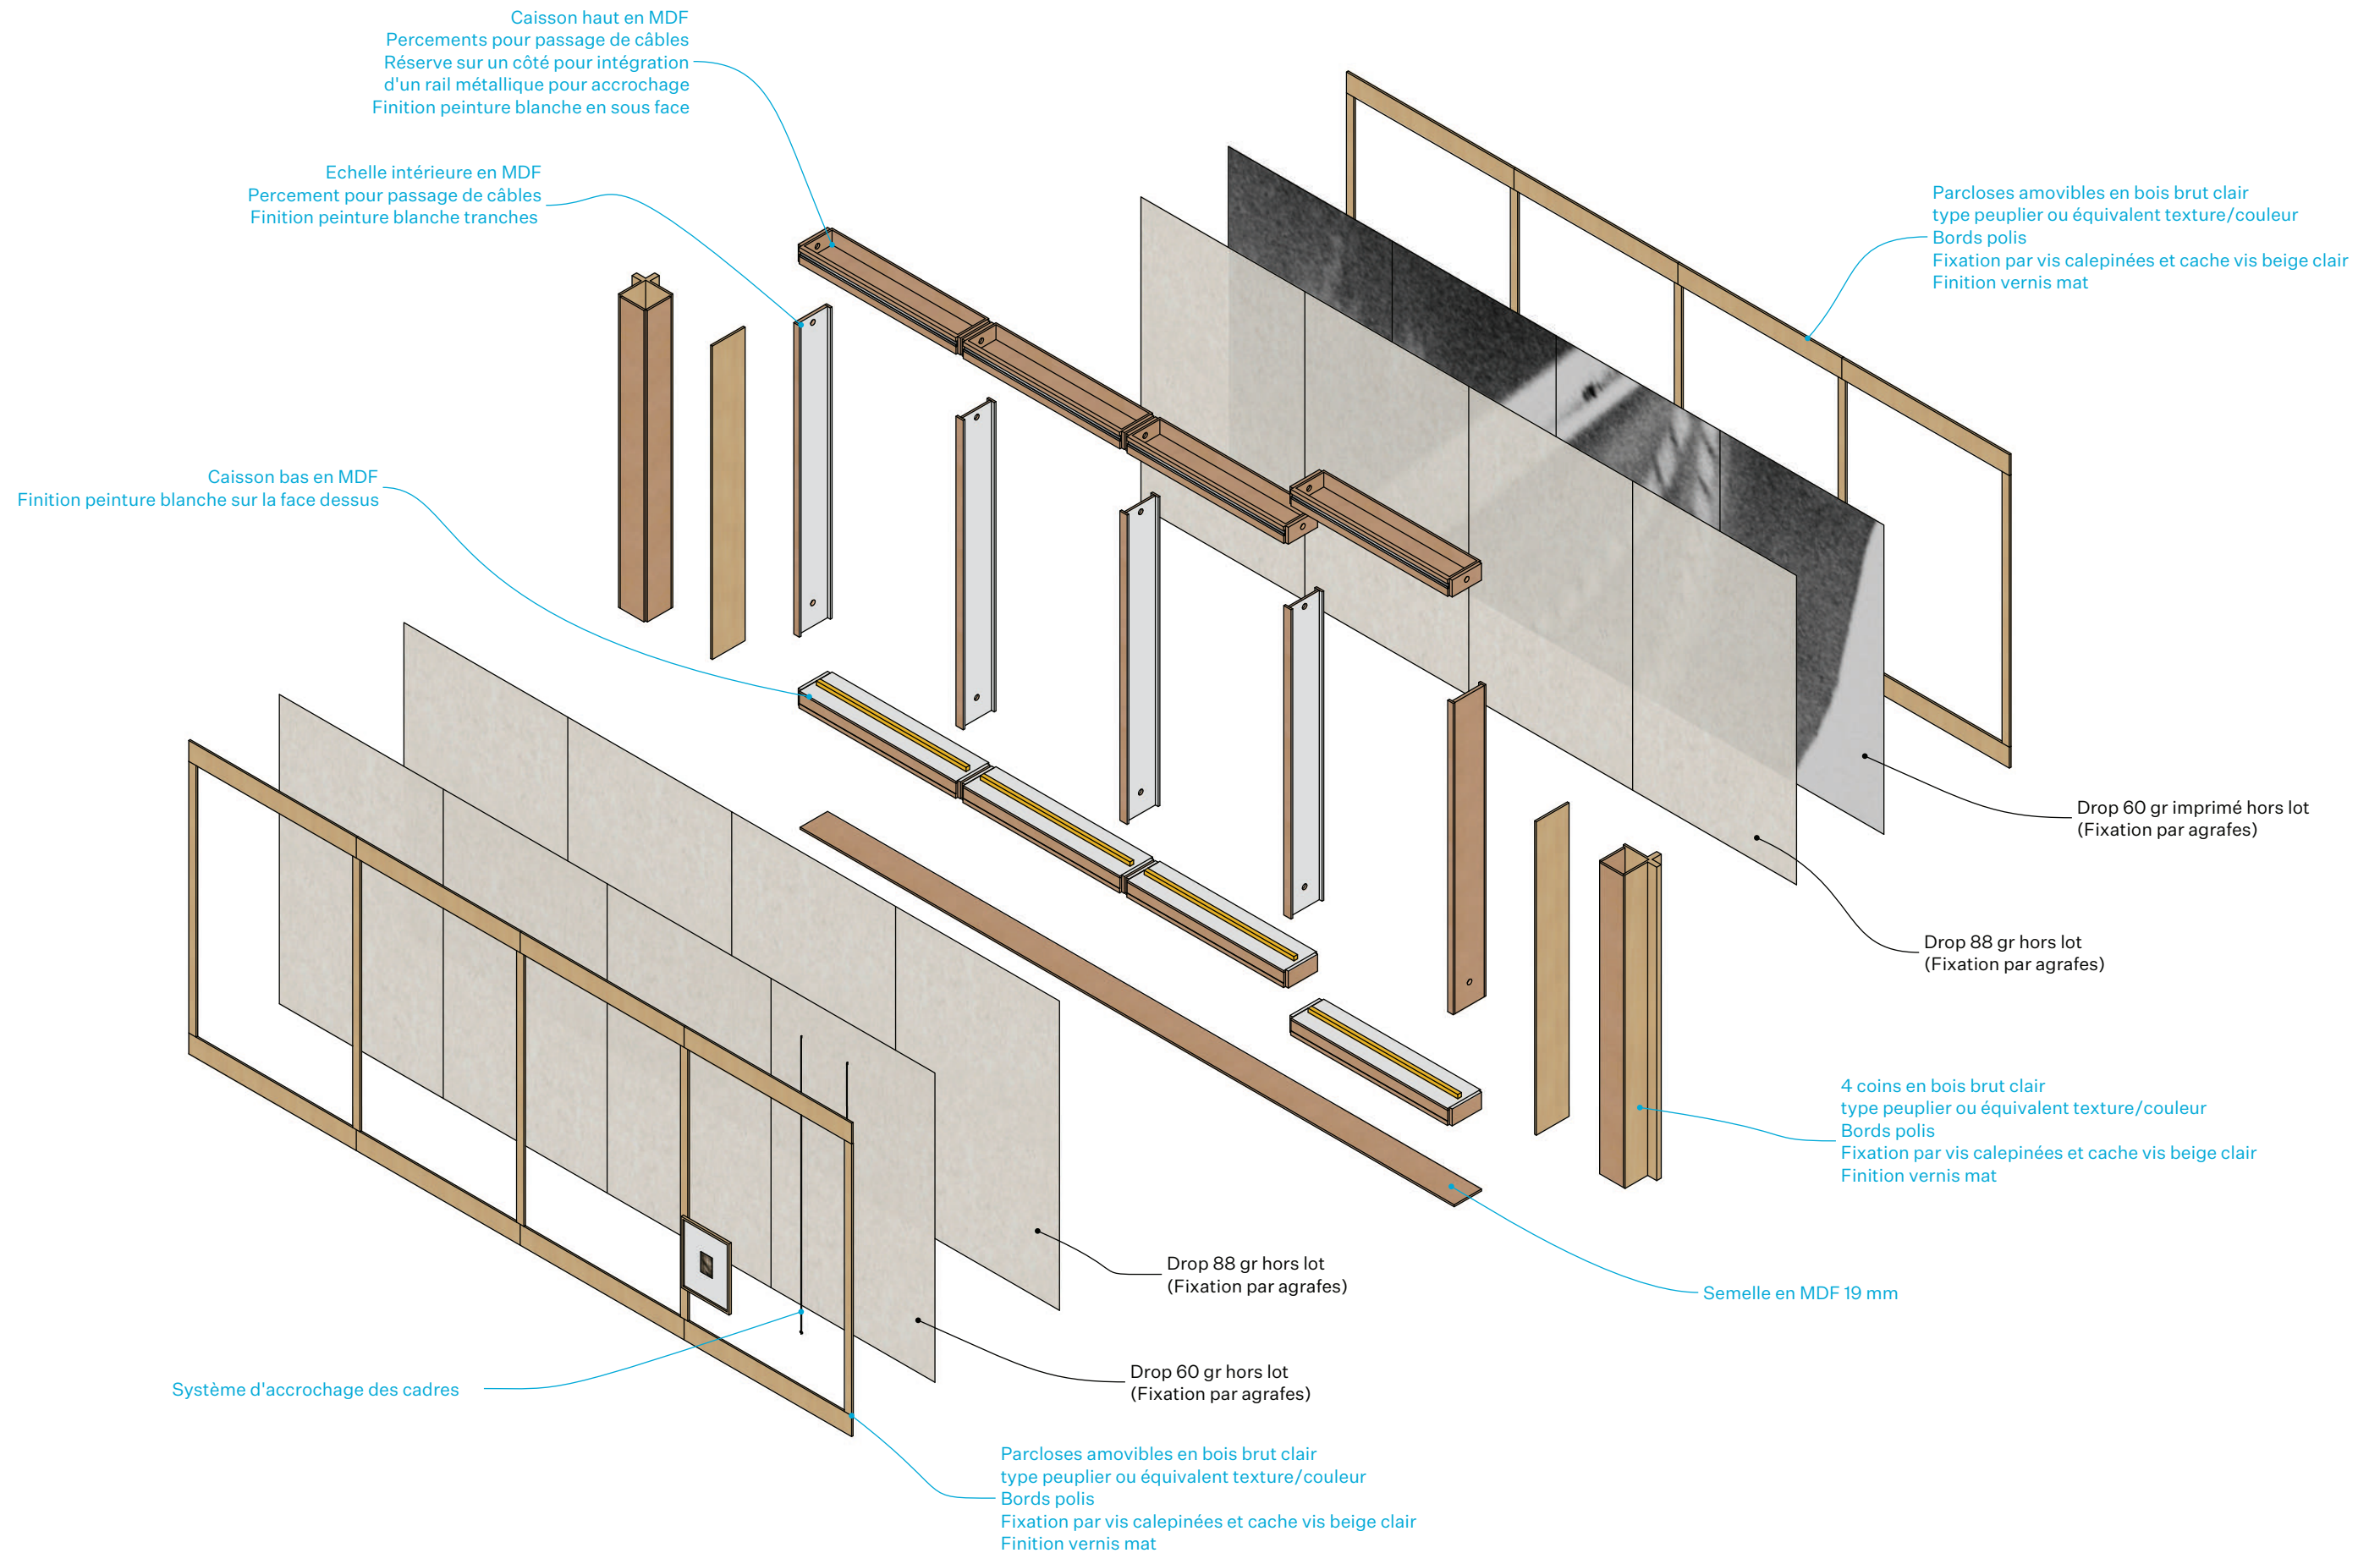 Caisson haut en MDF
Percements pour passage de câbles
Réserve sur un côté pour intégration
d'un rail métallique pour accrochage
Finition peinture blanche en sous face
Echelle intérieure en MDF
Percement pour passage de câbles
Finition peinture blanche tranches
Parcloses amovibles en bois brut clair
type peuplier ou équivalent texture/couleur
Bords polis
Fixation par vis calepinées et cache vis beige clair
Finition vernis mat
Caisson bas en MDF
Finition peinture blanche sur la face dessus
Drop 60 gr imprimé hors lot
(Fixation par agrafes)
Drop 88 gr hors lot
(Fixation par agrafes)
4 coins en bois brut clair
type peuplier ou équivalent texture/couleur
Bords polis
Fixation par vis calepinées et cache vis beige clair
Finition vernis mat
Drop 88 gr hors lot
(Fixation par agrafes)
Semelle en MDF 19 mm
Drop 60 gr hors lot
(Fixation par agrafes)
Système d'accrochage des cadres
Parcloses amovibles en bois brut clair
type peuplier ou équivalent texture/couleur
Bords polis
Fixation par vis calepinées et cache vis beige clair
Finition vernis mat